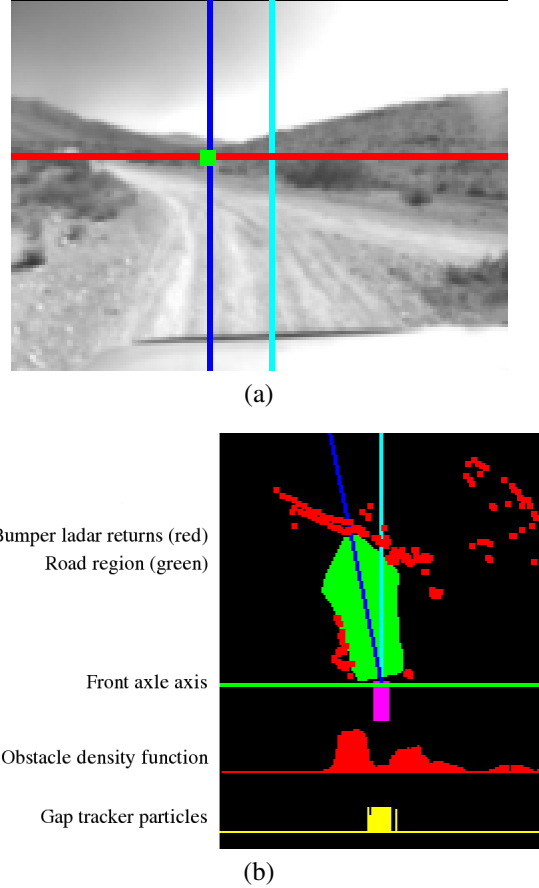 (a)
Bumper ladar returns (red)
Road region (green)
Front axle axis
Obstacle density function
Gap tracker particles
(b)